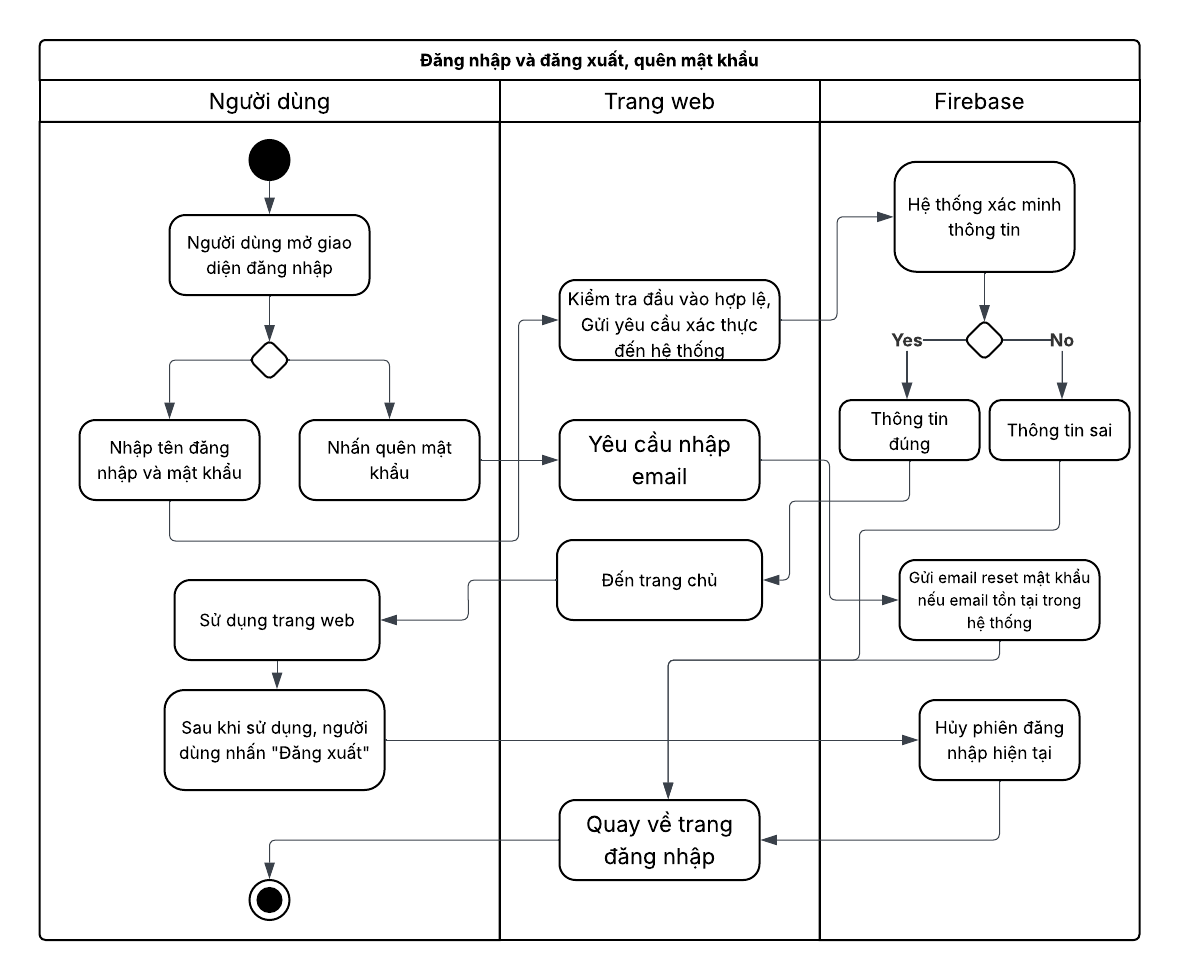 Đăng nhập và đăng xuất, quên mật khẩu
Người dùng
Trang web
Firebase
Người dùng mở giao
diện đăng nhập
Nhập tên đăng
nhập và mật khẩu
Nhấn quên mật
khẩu
Kiểm tra đầu vào hợp lệ,
Gửi yêu cầu xác thực
đến hệ thống
Hệ thống xác minh
thông tin
Yes
No
Thông tin
đúng
Thông tin sai
Yêu cầu nhập
email
Đến trang chủ
Gửi email reset mật khẩu
nếu email tồn tại trong
hệ thống
Sử dụng trang web
Sau khi sử dụng, người
dùng nhấn "Đăng xuất"
Hủy phiên đăng
nhập hiện tại
Quay về trang
đăng nhập